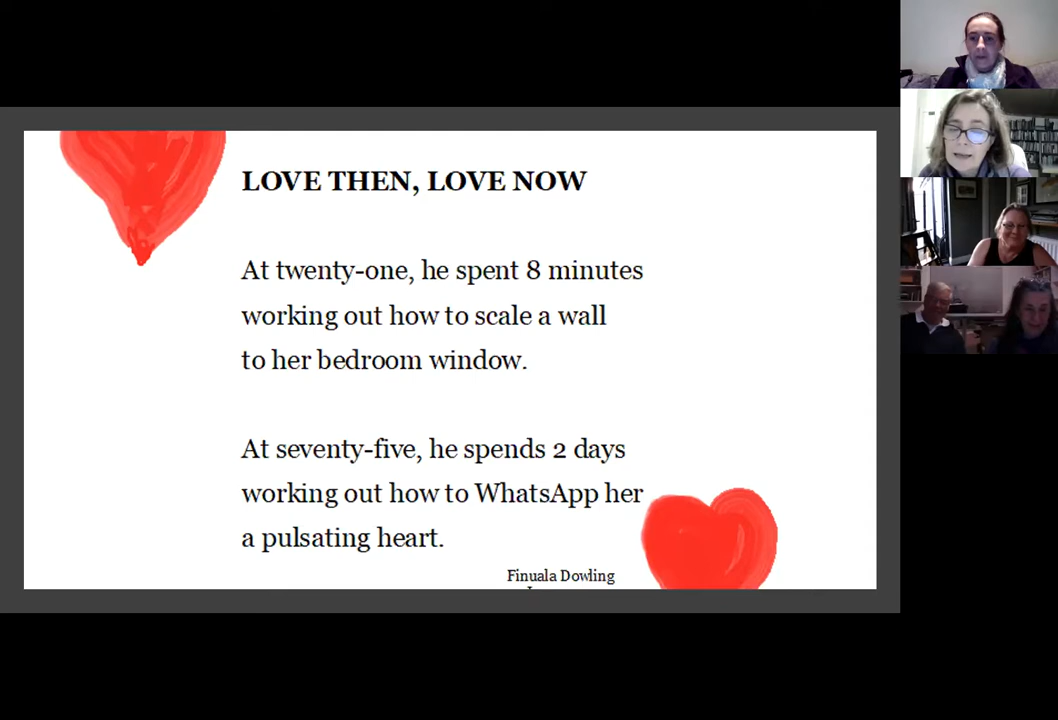 LOVE THEN, LOVE NOW
At twenty-one, he spent 8 minutes
working out how to scale a wall
to her bedroom window.
At seventy-five, he spends 2 days
working out how to WhatsApp her
a pulsating heart.
Finuala Dowling